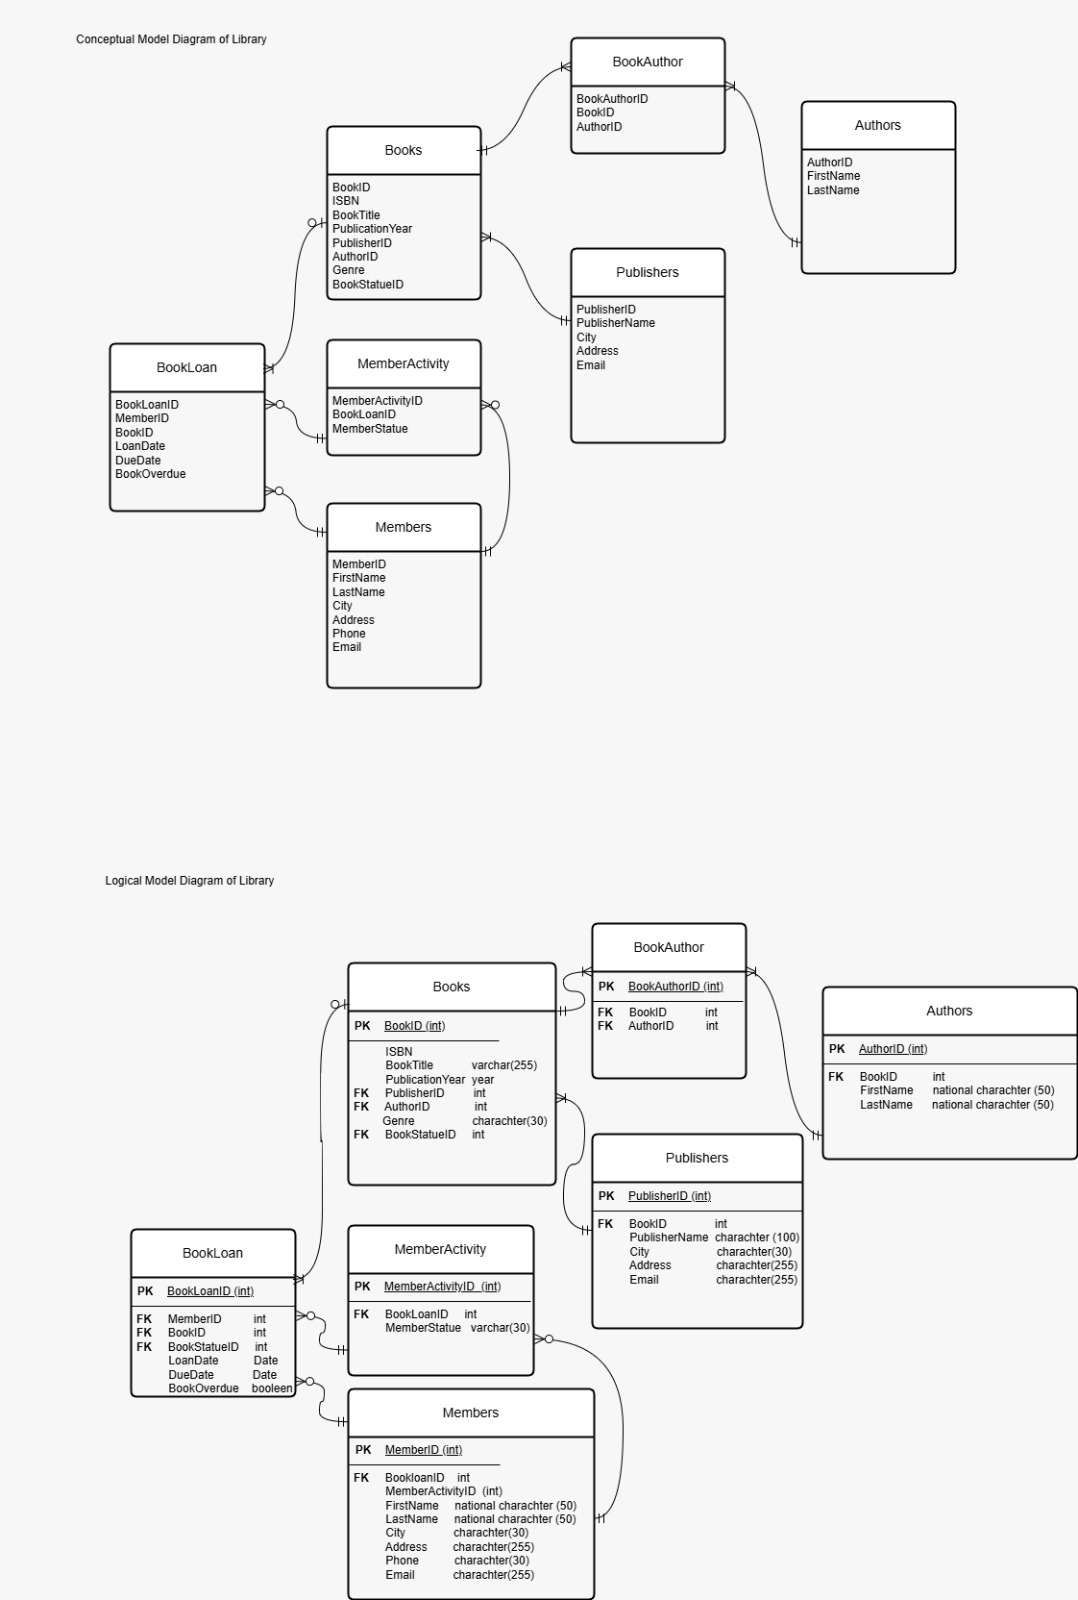 Conceptual Model Diagram of Library
BookAuthor
BookAuthorID
BookID
AuthorID
Authors
AuthorID
FirstName
LastName
Books
BookID
ISBN
BookTitle
PublicationYear
PublisherID
AuthorID
Genre
BookStatueID
Publishers
PublisherID
PublisherName
City
Address
Email
BookLoan
BookLoanID
MemberID
BookID
LoanDate
DueDate
BookOverdue
MemberActivity
MemberActivityID
BookLoanID
MemberStatue
Members
MemberID
FirstName
LastName
City
Address
Phone
Email
Logical Model Diagram of Library
BookAuthor
PK BookAuthorID (int)
FK BookID int
FK AuthorID int
Books
PK BookID (int)
ISBN
BookTitle varchar(255)
PublicationYear year
FK PublisherID int
FK AuthorID int
Genre charachter(30)
FK BookStatueID int
Authors
PK AuthorID (int)
FK BookID int
FirstName national charachter (50)
LastName national charachter (50)
Publishers
PK PublisherID (int)
FK BookID int
PublisherName charachter (100)
City charachter(30)
Address charachter(255)
Email charachter(255)
BookLoan
PK BookLoanID (int)
FK MemberID int
FK BookID int
FK BookStatueID int
LoanDate Date
DueDate Date
BookOverdue booleen
MemberActivity
PK MemberActivityID (int)
FK BookLoanID int
MemberStatue varchar(30)
Members
PK MemberID (int)
FK BookloanID int
MemberActivityID (int)
FirstName national charachter (50)
LastName national charachter (50)
City charachter(30)
Address charachter(255)
Phone charachter(30)
Email charachter(255)